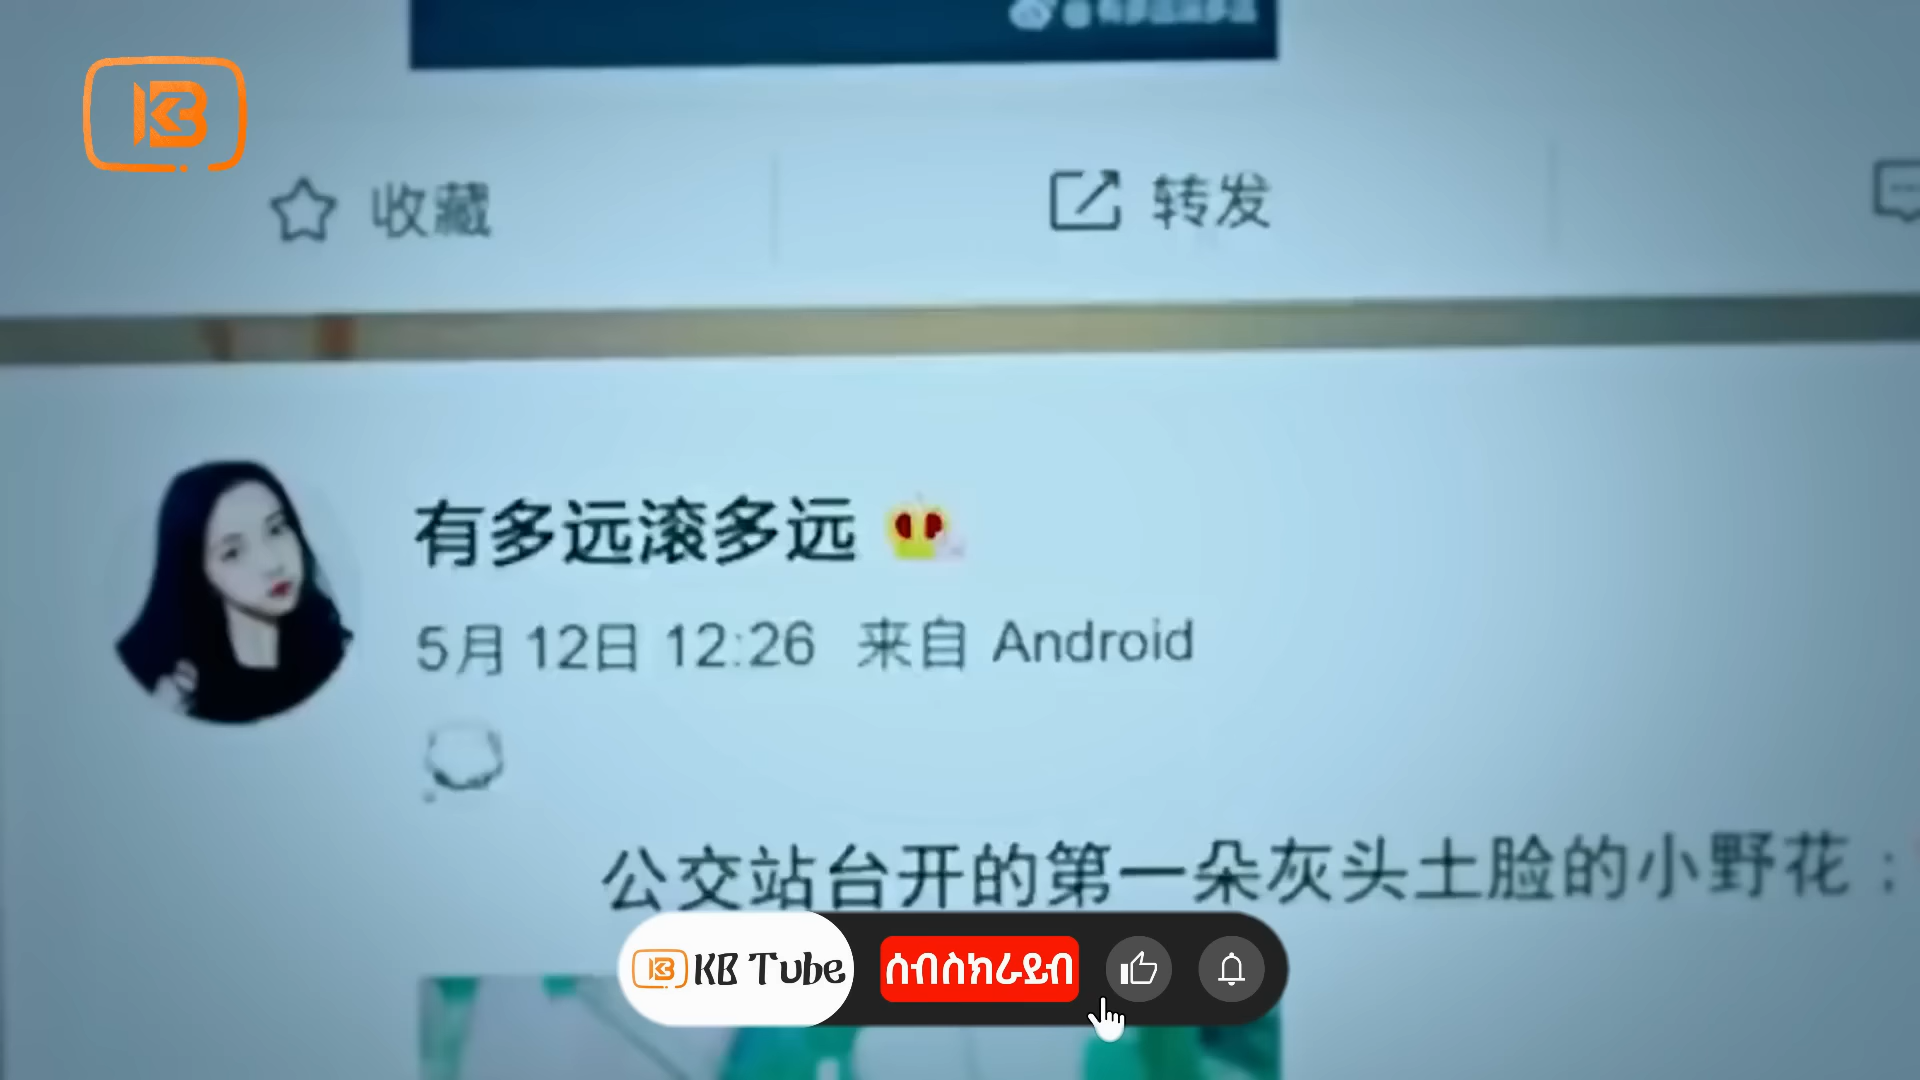 KB
收藏 转发
有多远滚多远
5月12日 12:26 来自 Android
公交站台开的第一朵灰头土脸的小野花：
KB Tube ሰብስክራይብ